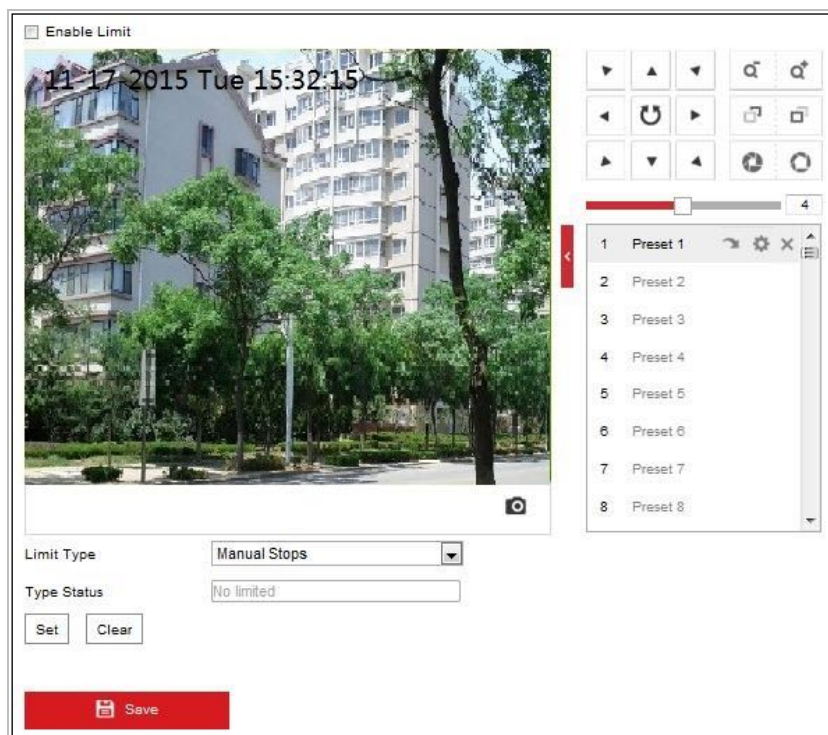 Enable Limit
11-17-2015 Tue 15:32:15
4
1 Preset 1
2 Preset 2
3 Preset 3
4 Preset 4
5 Preset 5
6 Preset 6
7 Preset 7
8 Preset 8
Limit Type Manual Stops
Type Status No limited
Set Clear
Save